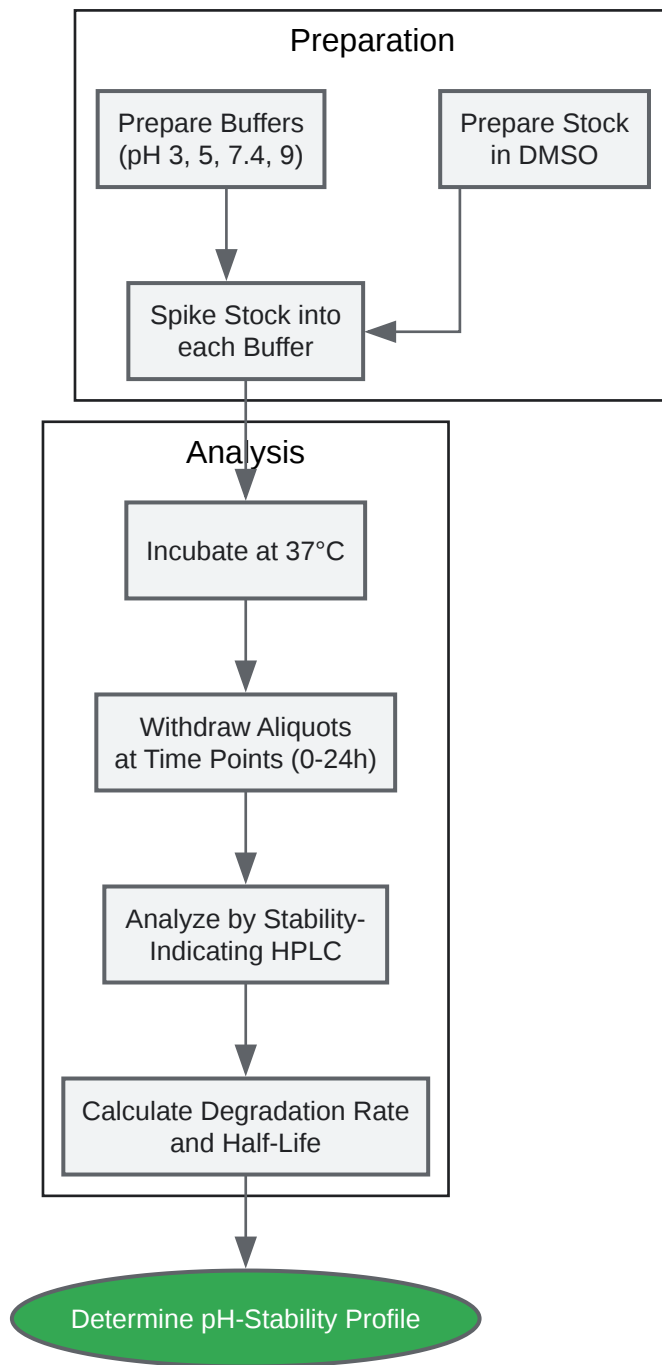 Preparation
Prepare Buffers
(pH 3, 5, 7.4, 9)
Prepare Stock
in DMSO
Spike Stock into
each Buffer
Analysis
Incubate at 37°C
Withdraw Aliquots
at Time Points (0-24h)
Analyze by Stability-
Indicating HPLC
Calculate Degradation Rate
and Half-Life
Determine pH-Stability Profile